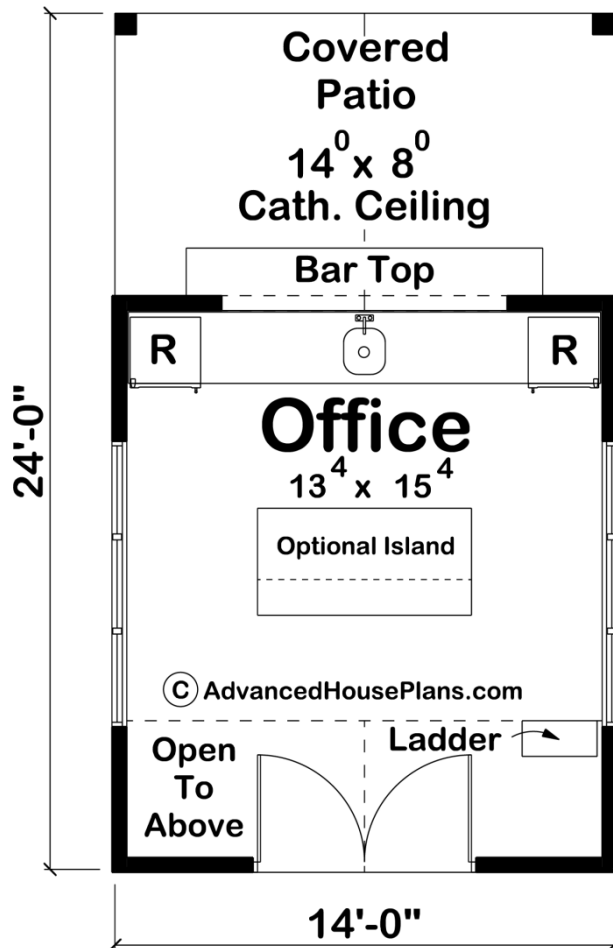 Covered
Patio
14⁰ x 8⁰
Cath. Ceiling
Bar Top
R
R
Office
13⁴ x 15⁴
Optional Island
© AdvancedHousePlans.com
Open
To
Above
Ladder
24'-0"
14'-0"